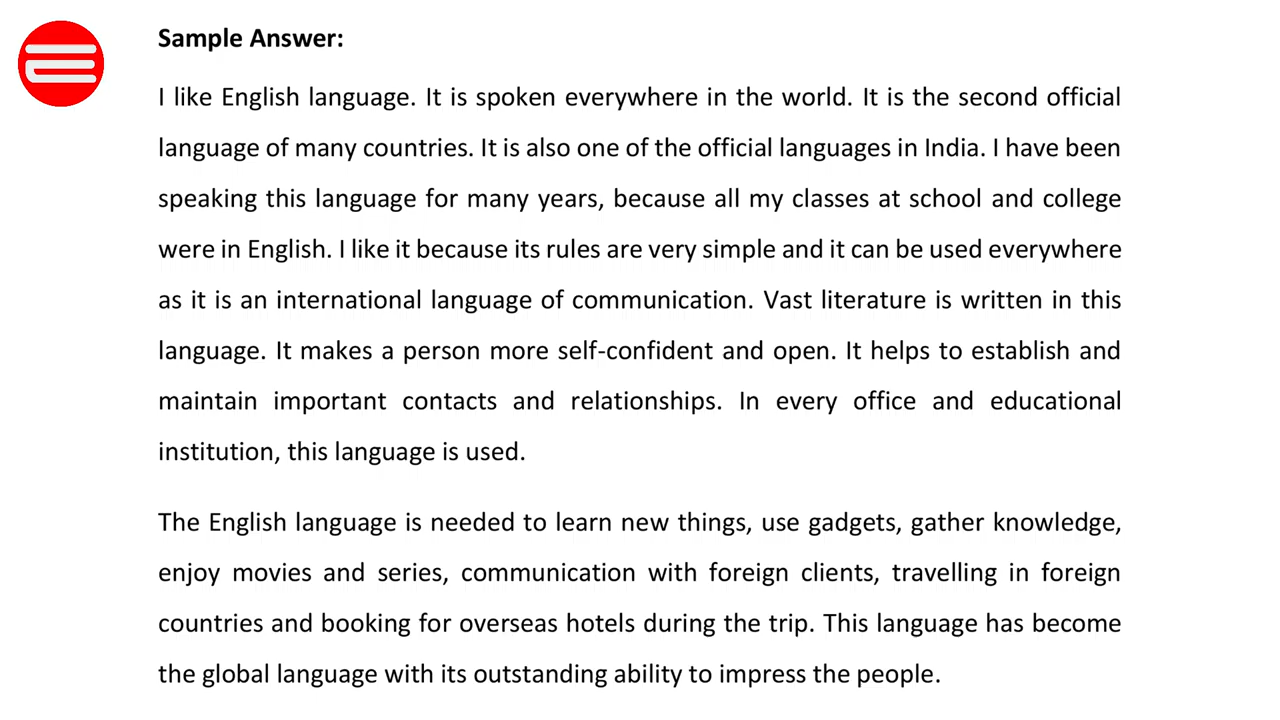 Sample Answer:
I like English language. It is spoken everywhere in the world. It is the second official
language of many countries. It is also one of the official languages in India. I have been
speaking this language for many years, because all my classes at school and college
were in English. I like it because its rules are very simple and it can be used everywhere
as it is an international language of communication. Vast literature is written in this
language. It makes a person more self-confident and open. It helps to establish and
maintain important contacts and relationships. In every office and educational
institution, this language is used.
The English language is needed to learn new things, use gadgets, gather knowledge,
enjoy movies and series, communication with foreign clients, travelling in foreign
countries and booking for overseas hotels during the trip. This language has become
the global language with its outstanding ability to impress the people.